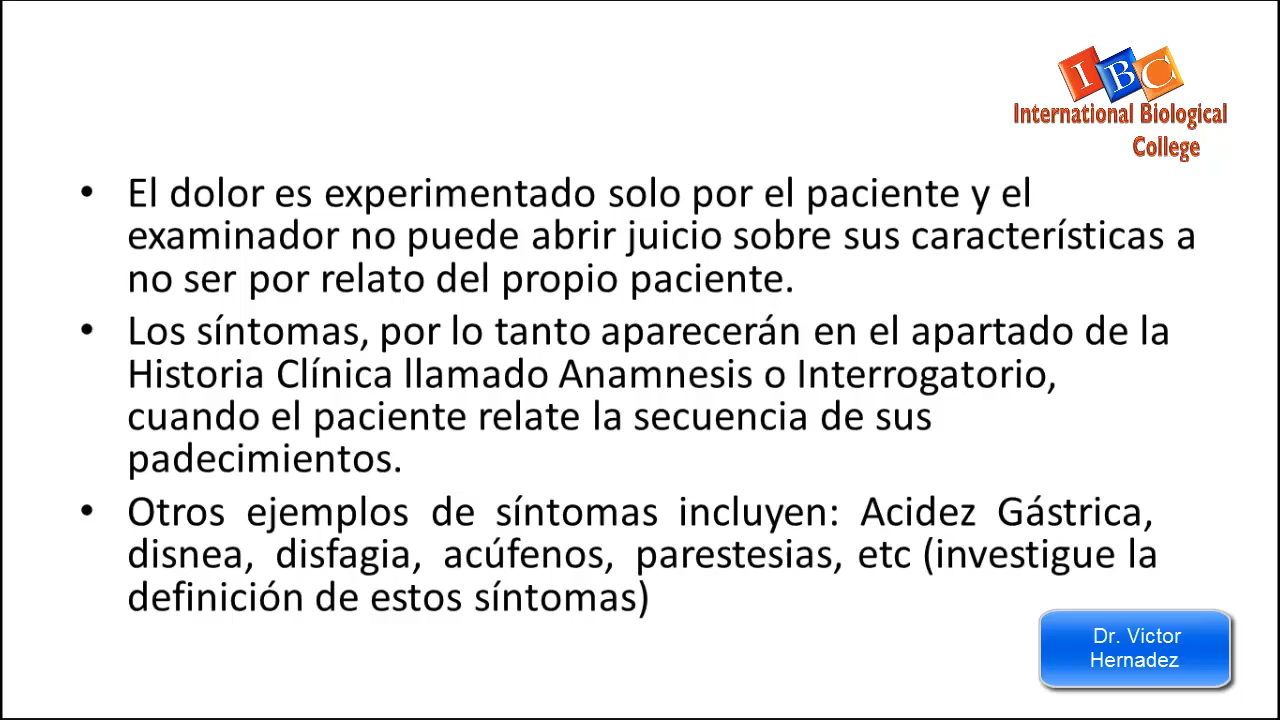 IBC
International Biological
College
• El dolor es experimentado solo por el paciente y el
examinador no puede abrir juicio sobre sus características a
no ser por relato del propio paciente.
• Los síntomas, por lo tanto aparecerán en el apartado de la
Historia Clínica llamado Anamnesis o Interrogatorio,
cuando el paciente relate la secuencia de sus
padecimientos.
• Otros ejemplos de síntomas incluyen: Acidez Gástrica,
disnea, disfagia, acúfenos, parestesias, etc (investigue la
definición de estos síntomas)
Dr. Victor
Hernadez